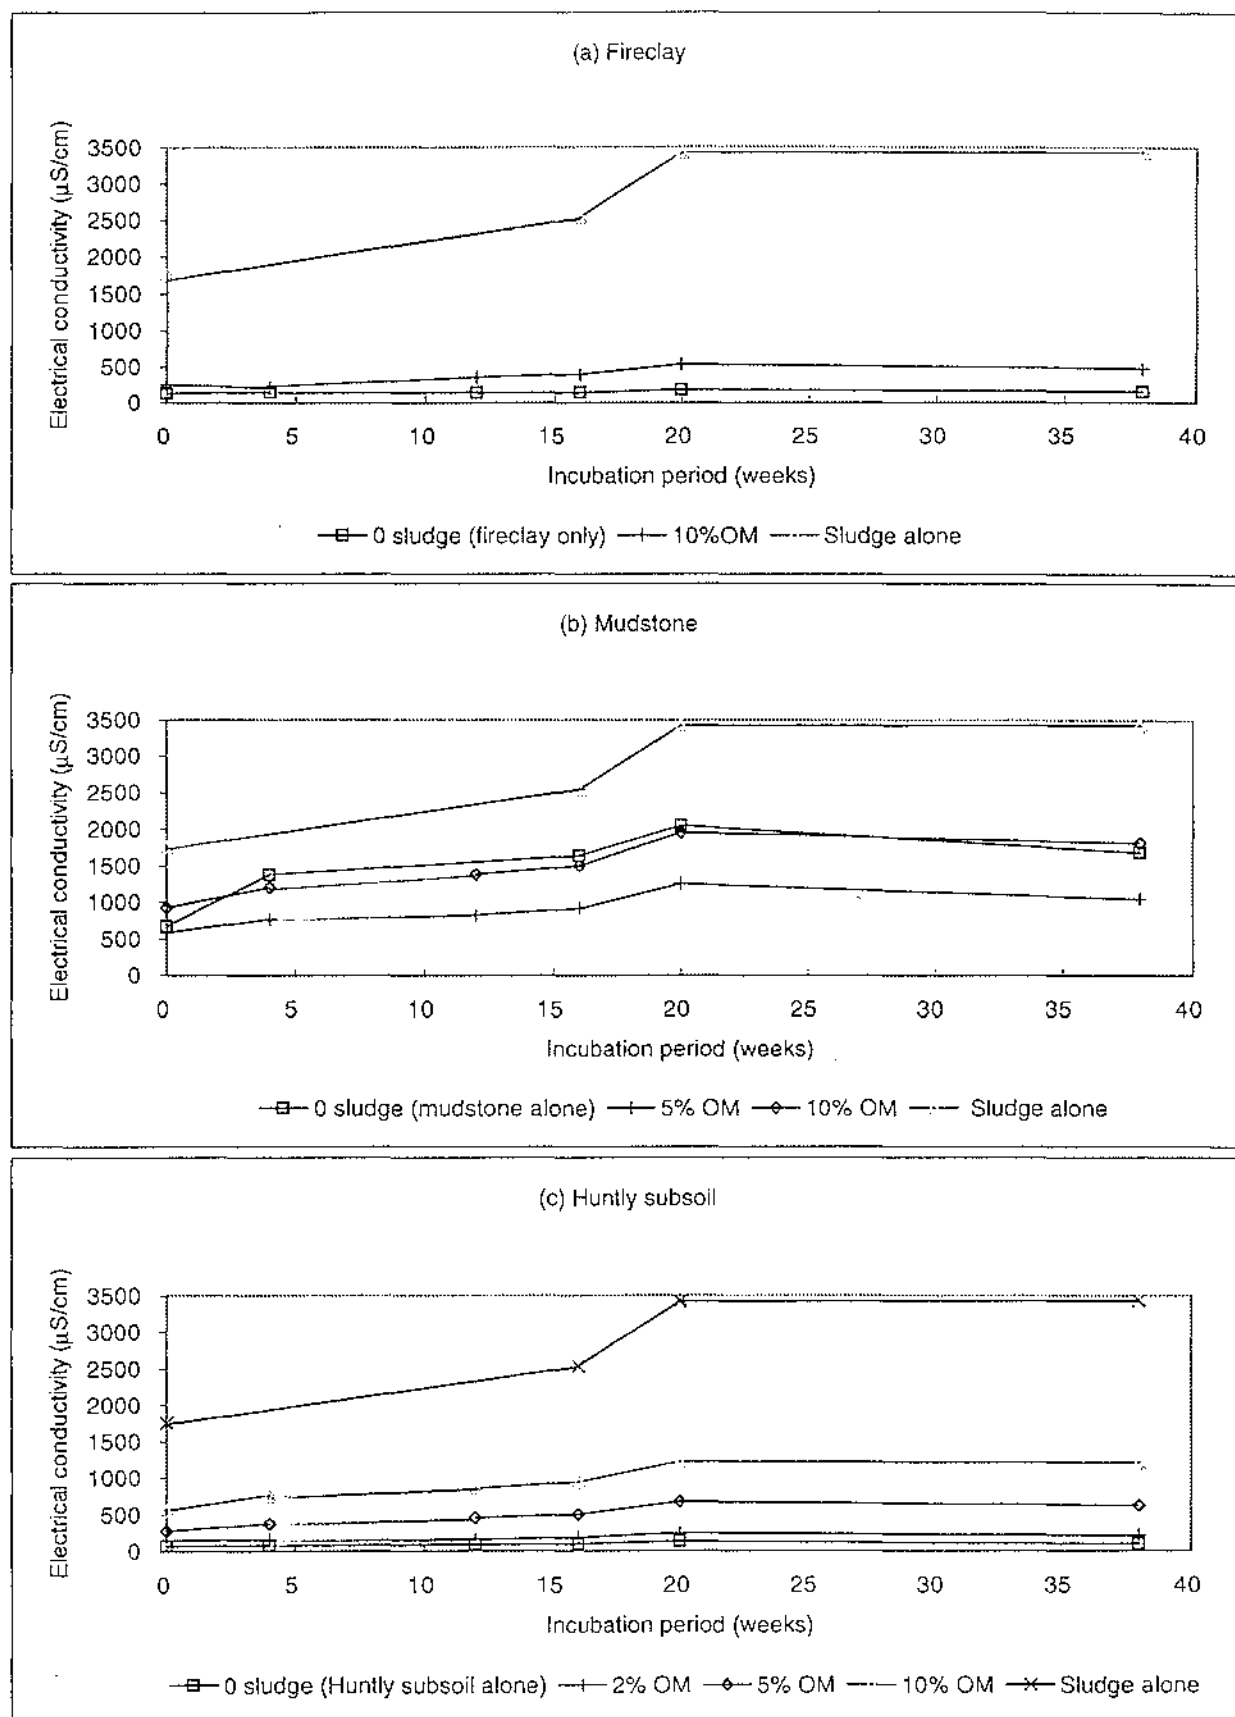 (a) Fireclay
Electrical conductivity (µS/cm)
3500
3000
2500
2000
1500
1000
500
0
0 5 10 15 20 25 30 35 40
Incubation period (weeks)
0 sludge (fireclay only) 10%OM Sludge alone
(b) Mudstone
Electrical conductivity (µS/cm)
3500
3000
2500
2000
1500
1000
500
0
0 5 10 15 20 25 30 35 40
Incubation period (weeks)
0 sludge (mudstone alone) 5% OM 10% OM Sludge alone
(c) Huntly subsoil
Electrical conductivity (µS/cm)
3500
3000
2500
2000
1500
1000
500
0
0 5 10 15 20 25 30 35 40
Incubation period (weeks)
0 sludge (Huntly subsoil alone) 2% OM 5% OM 10% OM Sludge alone